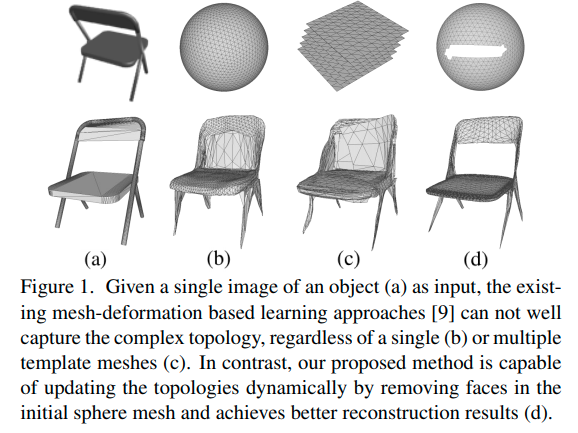 (a) (b) (c) (d)
Figure 1. Given a single image of an object (a) as input, the exist-
ing mesh-deformation based learning approaches [9] can not well
capture the complex topology, regardless of a single (b) or multiple
template meshes (c). In contrast, our proposed method is capable
of updating the topologies dynamically by removing faces in the
initial sphere mesh and achieves better reconstruction results (d).